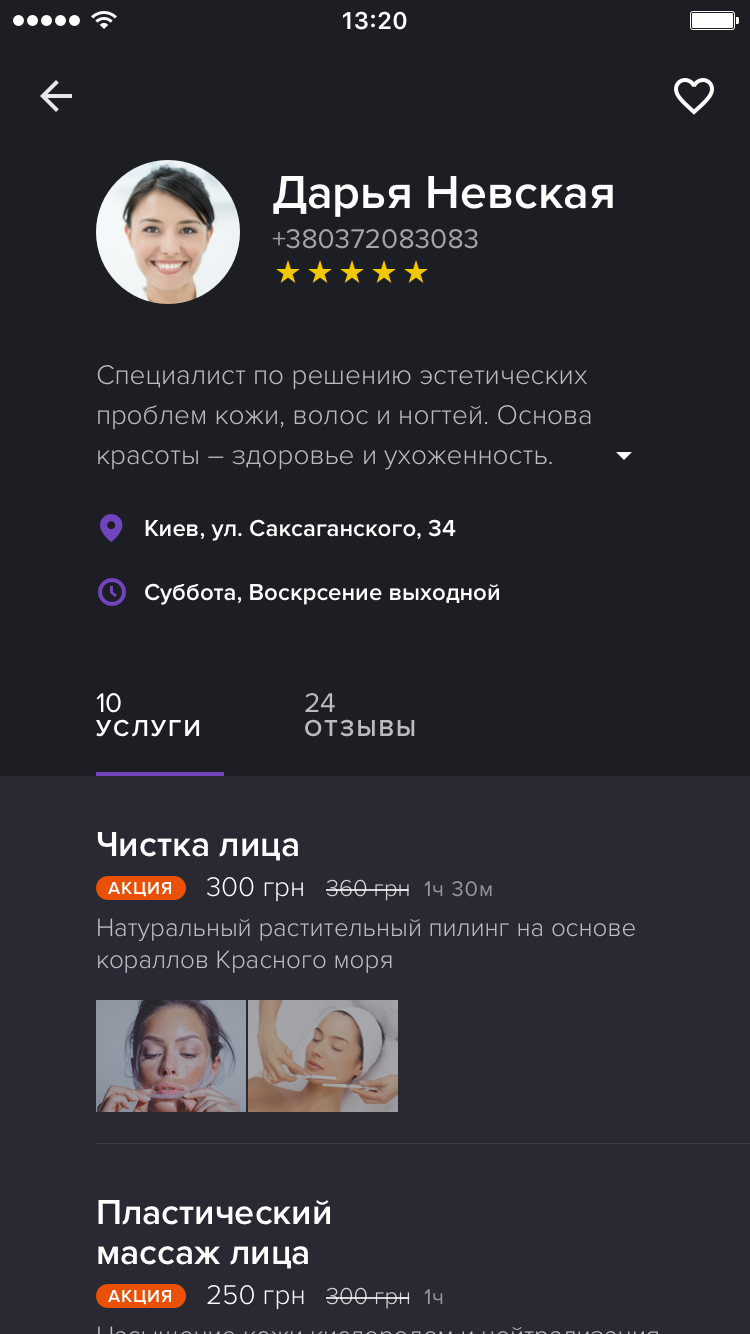 13:20
Дарья Невская
+380372083083
Специалист по решению эстетических
проблем кожи, волос и ногтей. Основа
красоты – здоровье и ухоженность.
Киев, ул. Саксаганского, 34
Суббота, Воскрсение выходной
10
УСЛУГИ
24
ОТЗЫВЫ
Чистка лица
АКЦИЯ 300 грн 360 грн 1ч 30м
Натуральный растительный пилинг на основе
кораллов Красного моря
Пластический
массаж лица
АКЦИЯ 250 грн 300 грн 1ч